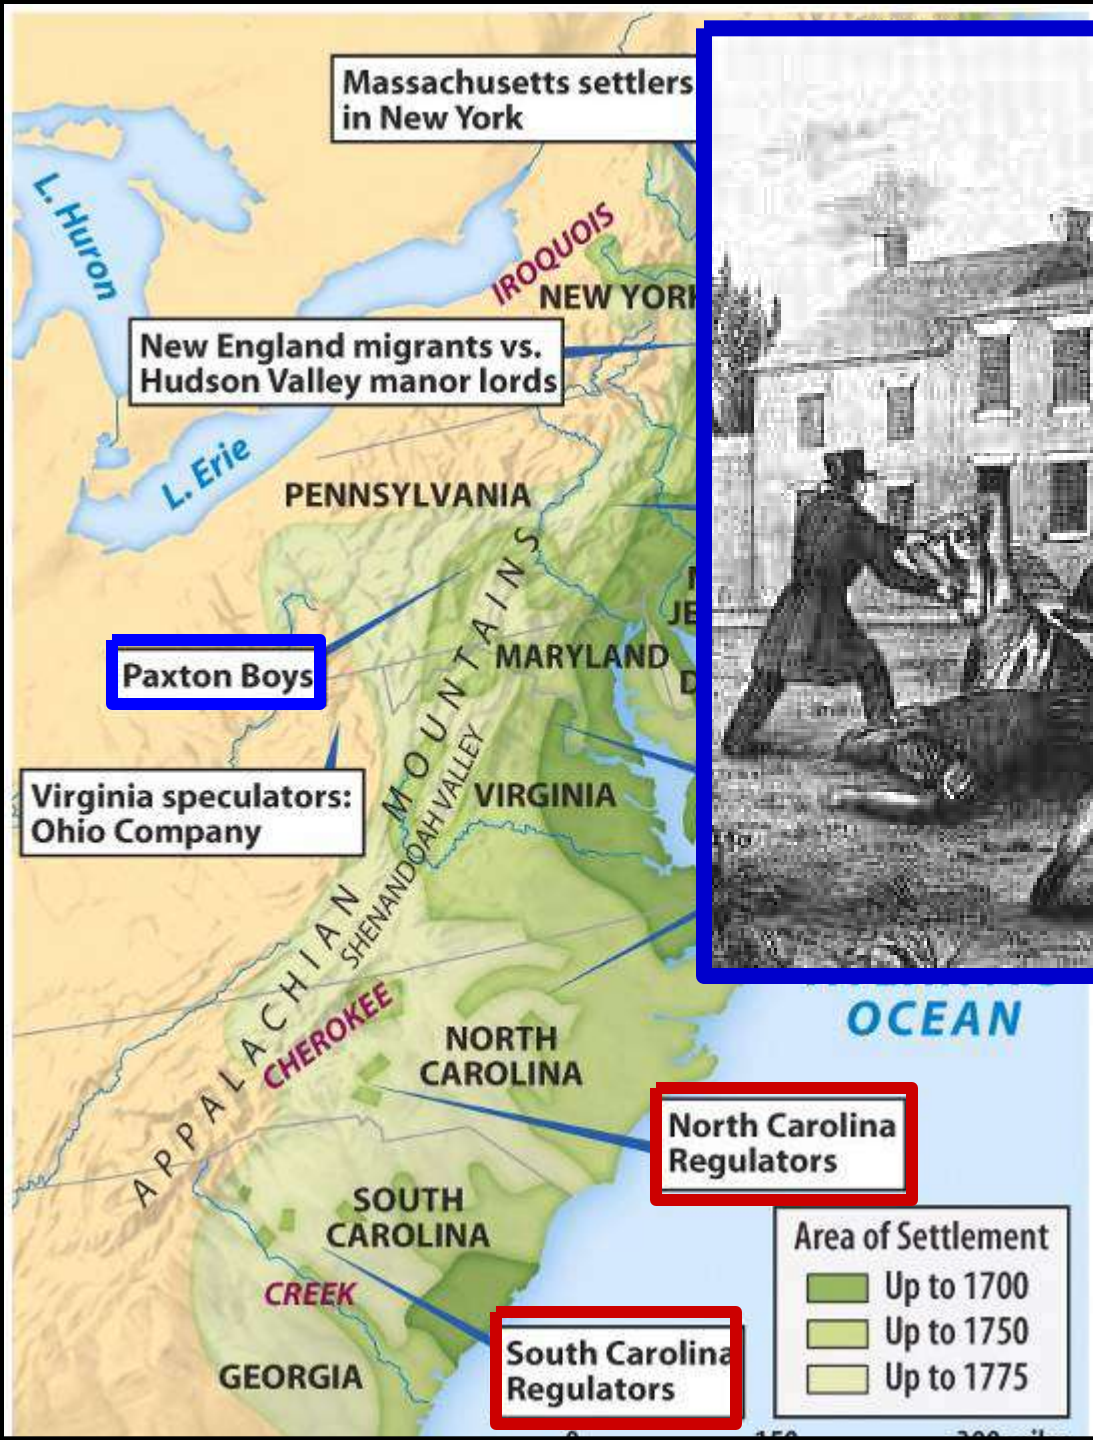 Massachusetts settlers
in New York
L. Huron
IROQUOIS
NEW YORK
New England migrants vs.
Hudson Valley manor lords
L. Erie
PENNSYLVANIA
JE
MARYLAND
D
Paxton Boys
APPALACHIAN MOUNTAINS
SHENANDOAH VALLEY
VIRGINIA
Virginia speculators:
Ohio Company
OCEAN
CHEROKEE
NORTH
CAROLINA
North Carolina
Regulators
SOUTH
CAROLINA
CREEK
South Carolina
Regulators
GEORGIA
Area of Settlement
Up to 1700
Up to 1750
Up to 1775